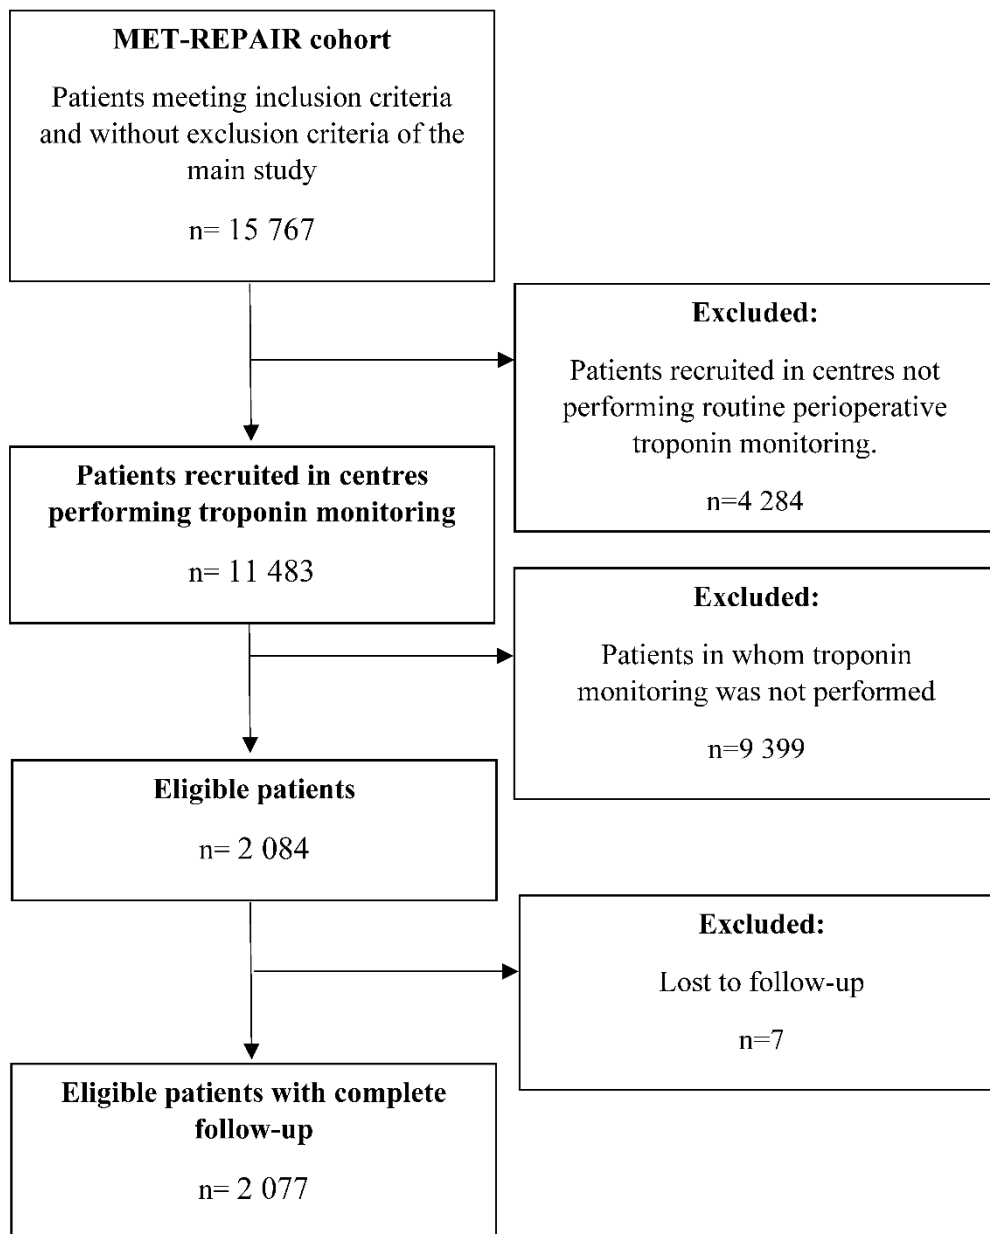 MET-REPAIR cohort
Patients meeting inclusion criteria
and without exclusion criteria of the
main study
n= 15 767
Excluded:
Patients recruited in centres not
performing routine perioperative
troponin monitoring.
n=4 284
Patients recruited in centres
performing troponin monitoring
n= 11 483
Excluded:
Patients in whom troponin
monitoring was not performed
n=9 399
Eligible patients
n= 2 084
Excluded:
Lost to follow-up
n=7
Eligible patients with complete
follow-up
n= 2 077